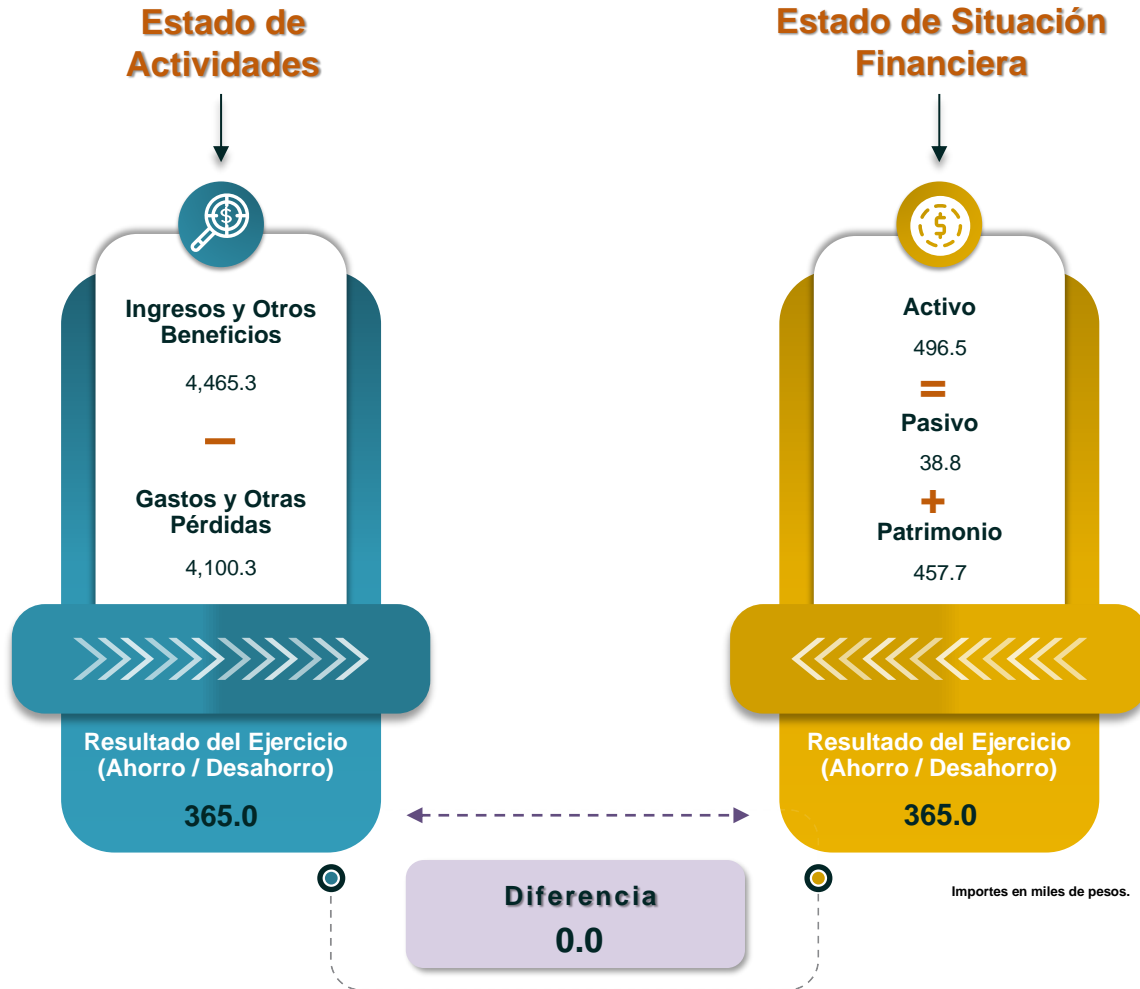 Estado de
Actividades
Ingresos y Otros
Beneficios
4,465.3
–
Gastos y Otras
Pérdidas
4,100.3
Resultado del Ejercicio
(Ahorro / Desahorro)
365.0
Estado de Situación
Financiera
Activo
496.5
=
Pasivo
38.8
+
Patrimonio
457.7
Resultado del Ejercicio
(Ahorro / Desahorro)
365.0
Diferencia
0.0
Importes en miles de pesos.